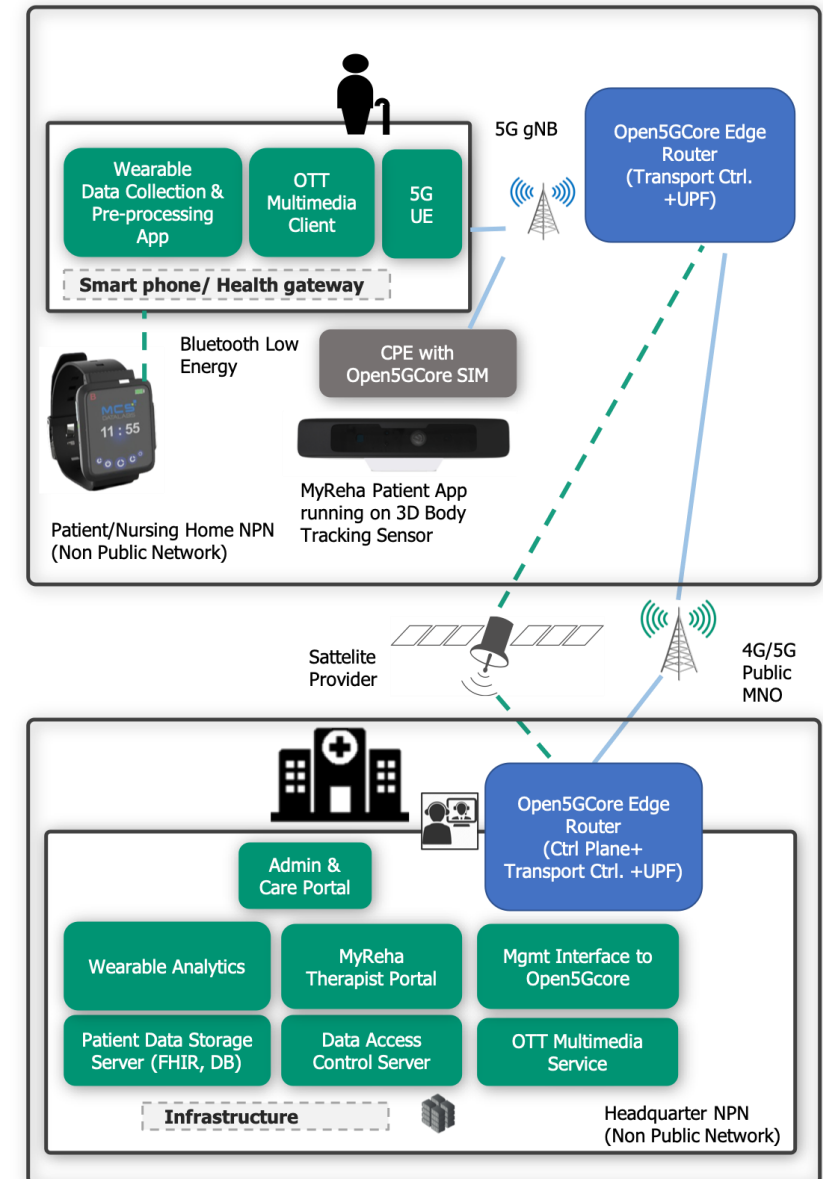 5G gNB
Open5GCore Edge
Router
(Transport Ctrl.
+UPF)
Wearable
Data Collection &
Pre-processing
App
OTT
Multimedia
Client
5G
UE
Smart phone/ Health gateway
Bluetooth Low
Energy
CPE with
Open5GCore SIM
MCS
DATALABS
11 : 55
MyReha Patient App
running on 3D Body
Tracking Sensor
Patient/Nursing Home NPN
(Non Public Network)
Sattelite
Provider
4G/5G
Public
MNO
Open5GCore Edge
Router
(Ctrl Plane+
Transport Ctrl. +UPF)
Admin &
Care Portal
Wearable Analytics
MyReha
Therapist Portal
Mgmt Interface to
Open5Gcore
Patient Data Storage
Server (FHIR, DB)
Data Access
Control Server
OTT Multimedia
Service
Infrastructure
Headquarter NPN
(Non Public Network)